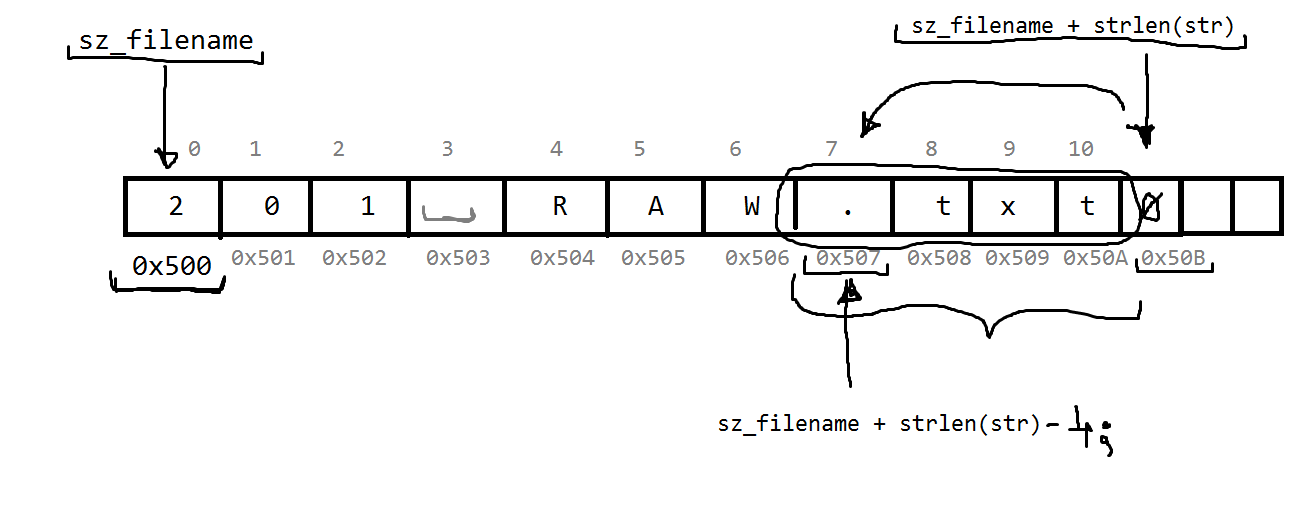 sz_filename
sz_filename + strlen(str)
0 1 2 3 4 5 6 7 8 9 10
2 0 1 ⎵ R A W . t x t Ø
0x500 0x501 0x502 0x503 0x504 0x505 0x506 0x507 0x508 0x509 0x50A 0x50B
sz_filename + strlen(str) - 4;